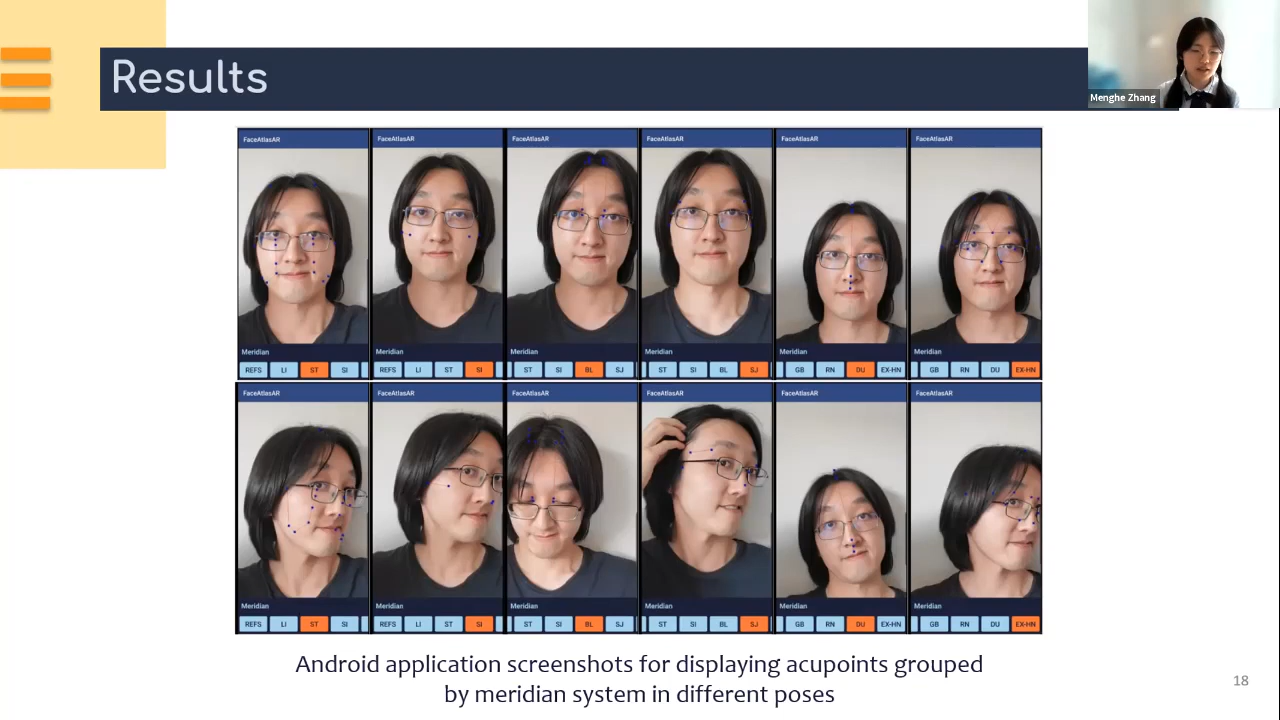 Results
Menghe Zhang
FaceAtlasAR FaceAtlasAR FaceAtlasAR FaceAtlasAR FaceAtlasAR FaceAtlasAR
Meridian Meridian Meridian Meridian Meridian Meridian
REFS LI ST SI REFS LI ST SI ST SI BL SJ ST SI BL SJ GB RN DU EX-HN GB RN DU EX-HN
FaceAtlasAR FaceAtlasAR FaceAtlasAR FaceAtlasAR FaceAtlasAR FaceAtlasAR
Meridian Meridian Meridian Meridian Meridian Meridian
REFS LI ST SI REFS LI ST SI ST SI BL SJ ST SI BL SJ GB RN DU EX-HN GB RN DU EX-HN
Android application screenshots for displaying acupoints grouped
by meridian system in different poses
18